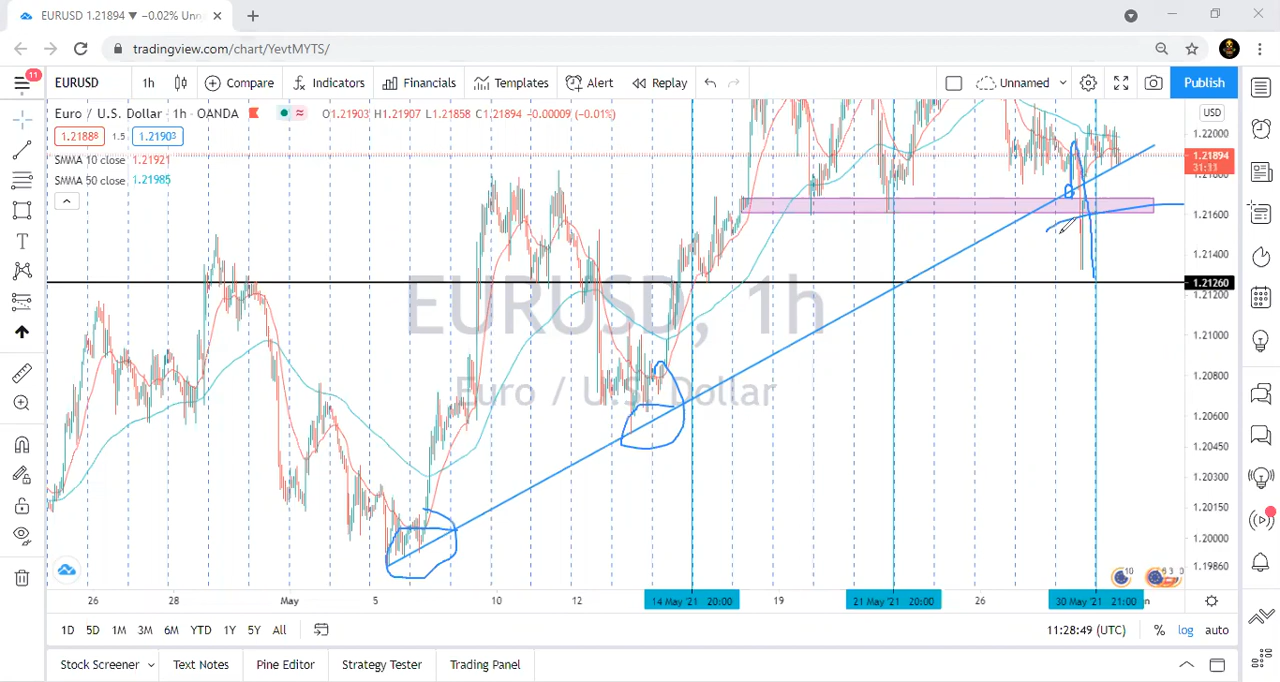 EURUSD 1.21894 ▼ −0.02% Unn
tradingview.com/chart/YevtMYTS/
11
EURUSD 1h Compare Indicators Financials Templates Alert Replay Unnamed Publish
Euro / U.S. Dollar · 1h · OANDA O1.21903 H1.21907 L1.21858 C1.21894 −0.00009 (−0.01%)
USD
1.21888 1.5 1.21903
SMMA 10 close 1.21921
SMMA 50 close 1.21985
1.22000
1.21894
31:11
1.21800
1.21600
1.21400
1.21260
1.21200
1.21000
1.20800
1.20600
1.20450
1.20300
1.20150
1.20000
1.19860
EURUSD, 1h
Euro / U.S. Dollar
10
26 28 May 5 10 12 14 May '21 20:00 19 21 May '21 20:00 26 30 May '21 21:00
1D 5D 1M 3M 6M YTD 1Y 5Y All 11:28:49 (UTC) % log auto
Stock Screener Text Notes Pine Editor Strategy Tester Trading Panel